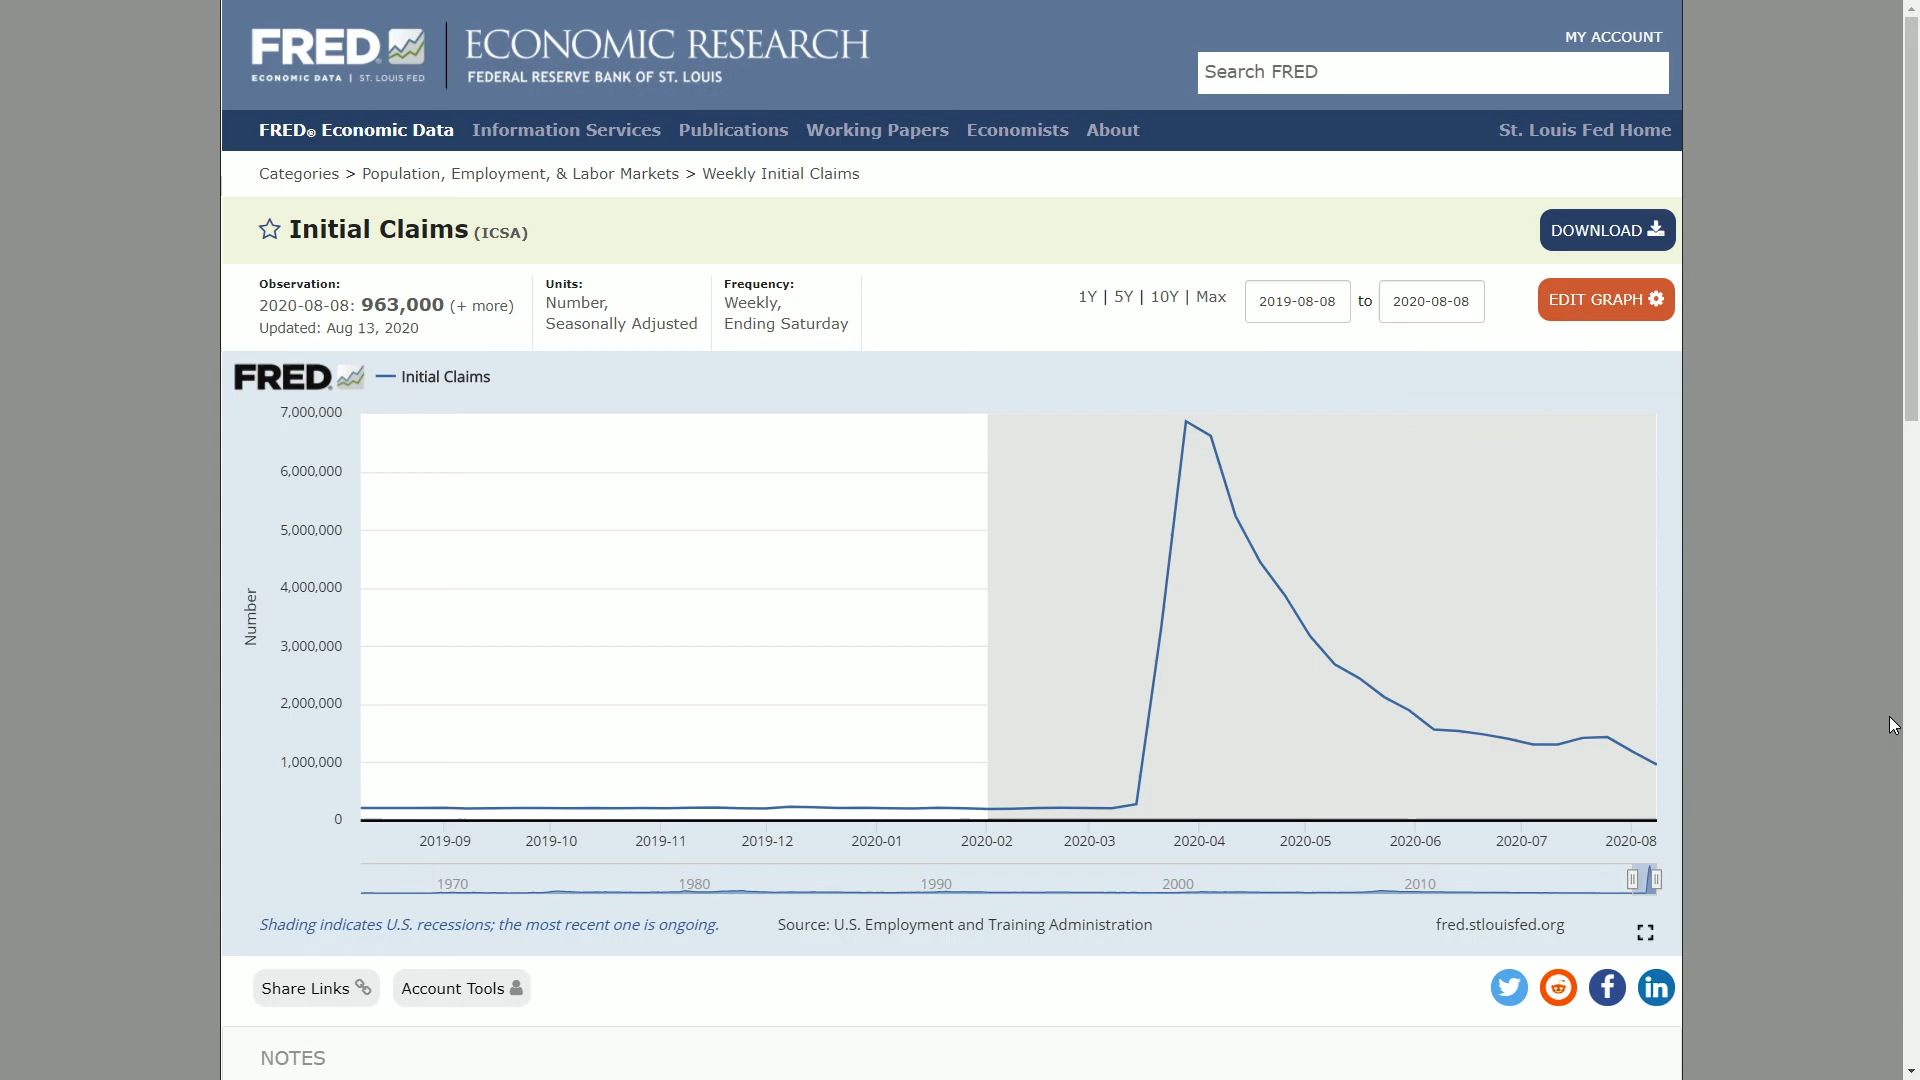 FRED® ECONOMIC RESEARCH
ECONOMIC DATA | ST. LOUIS FED FEDERAL RESERVE BANK OF ST. LOUIS
MY ACCOUNT
Search FRED
FRED® Economic Data Information Services Publications Working Papers Economists About St. Louis Fed Home
Categories > Population, Employment, & Labor Markets > Weekly Initial Claims
Initial Claims (ICSA)
DOWNLOAD
Observation:
2020-08-08: 963,000 (+ more)
Updated: Aug 13, 2020
Units:
Number,
Seasonally Adjusted
Frequency:
Weekly,
Ending Saturday
1Y | 5Y | 10Y | Max 2019-08-08 to 2020-08-08
EDIT GRAPH
FRED Initial Claims
7,000,000
6,000,000
5,000,000
4,000,000
3,000,000
2,000,000
1,000,000
0
Number
2019-09 2019-10 2019-11 2019-12 2020-01 2020-02 2020-03 2020-04 2020-05 2020-06 2020-07 2020-08
1970 1980 1990 2000 2010
Shading indicates U.S. recessions; the most recent one is ongoing. Source: U.S. Employment and Training Administration fred.stlouisfed.org
Share Links Account Tools
NOTES